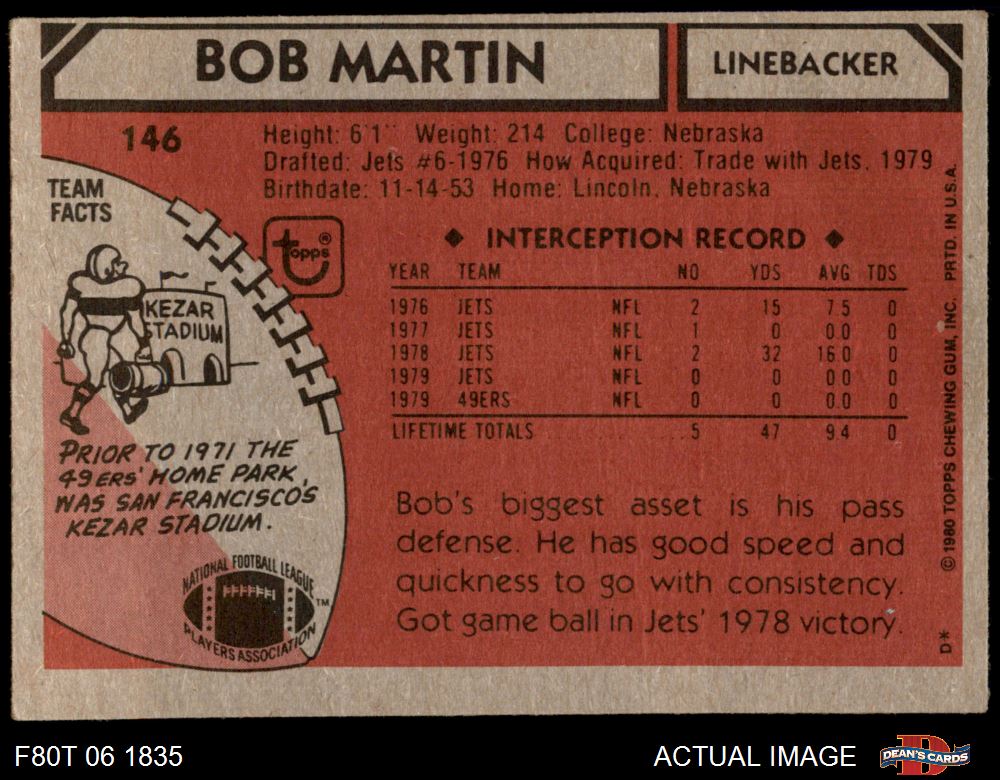 BOB MARTIN
LINEBACKER
146
Height: 6'1" Weight: 214 College: Nebraska
Drafted: Jets #6-1976 How Acquired: Trade with Jets, 1979
Birthdate: 11-14-53 Home: Lincoln, Nebraska
TEAM
FACTS
topps®
KEZAR
STADIUM
PRIOR TO 1971 THE
49ERS' HOME PARK,
WAS SAN FRANCISCO'S
KEZAR STADIUM.
NATIONAL FOOTBALL LEAGUE
PLAYERS ASSOCIATION
TM
◆ INTERCEPTION RECORD ◆
YEAR TEAM NO YDS AVG TDS
1976 JETS NFL 2 15 7.5 0
1977 JETS NFL 1 0 0.0 0
1978 JETS NFL 2 32 16.0 0
1979 JETS NFL 0 0 0.0 0
1979 49ERS NFL 0 0 0.0 0
LIFETIME TOTALS .............. 5 47 9.4 0
Bob's biggest asset is his pass
defense. He has good speed and
quickness to go with consistency.
Got game ball in Jets' 1978 victory.
D* © 1980 TOPPS CHEWING GUM, INC. PRTD. IN U.S.A.
F80T 06 1835
ACTUAL IMAGE
DEAN'S CARDS